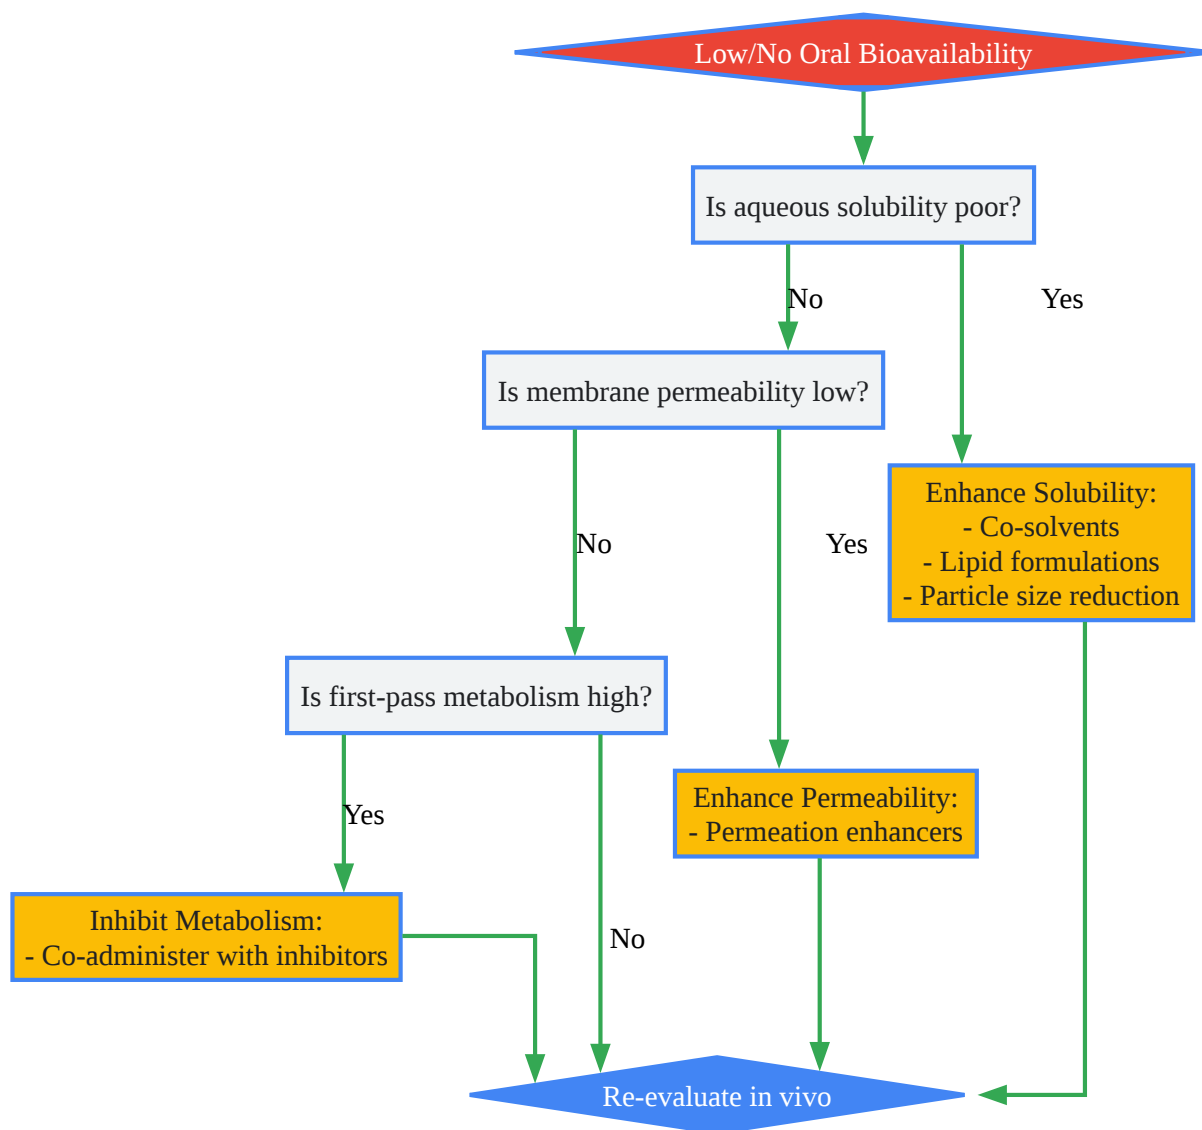 Low/No Oral Bioavailability
Is aqueous solubility poor?
No
Yes
Is membrane permeability low?
Enhance Solubility:
- Co-solvents
- Lipid formulations
- Particle size reduction
No
Yes
Is first-pass metabolism high?
Enhance Permeability:
- Permeation enhancers
Yes
Inhibit Metabolism:
- Co-administer with inhibitors
No
Re-evaluate in vivo